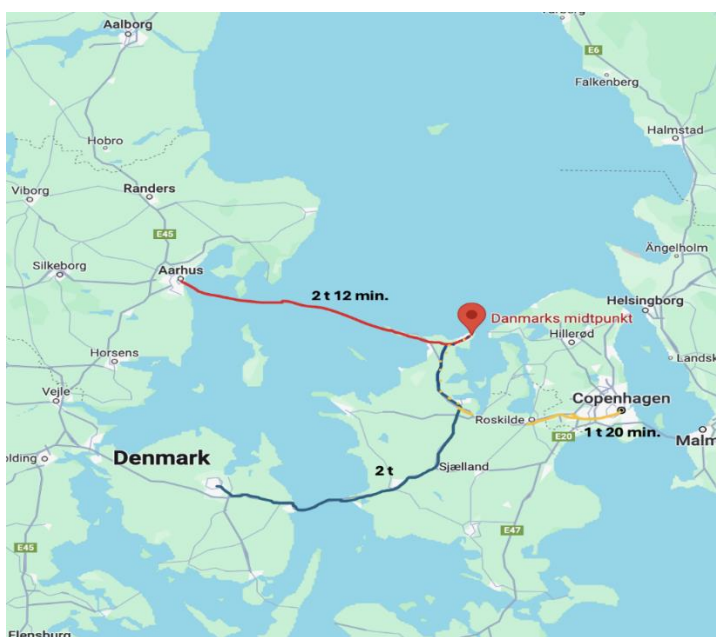 Aalborg
E6
Falkenberg
Hobro
Halmstad
Viborg
Randers
E45
Ängelholm
Silkeborg
Aarhus
2 t 12 min.
Helsingborg
Danmarks midtpunkt
Hillerød
Horsens
Landsk
Vejle
Copenhagen
Roskilde
E20
1 t 20 min.
Malm
olding
Denmark
2 t
Sjælland
E47
E45
Flensburg